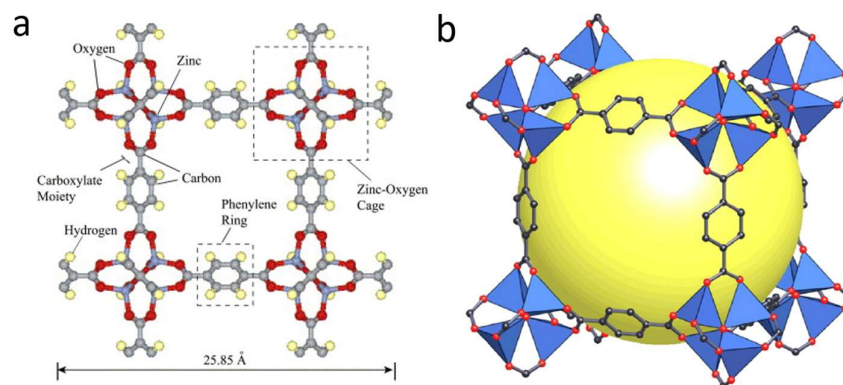 a
b
Oxygen
Zinc
Carboxylate
Moiety
Carbon
Zinc-Oxygen
Cage
Phenylene
Ring
Hydrogen
25.85 Å